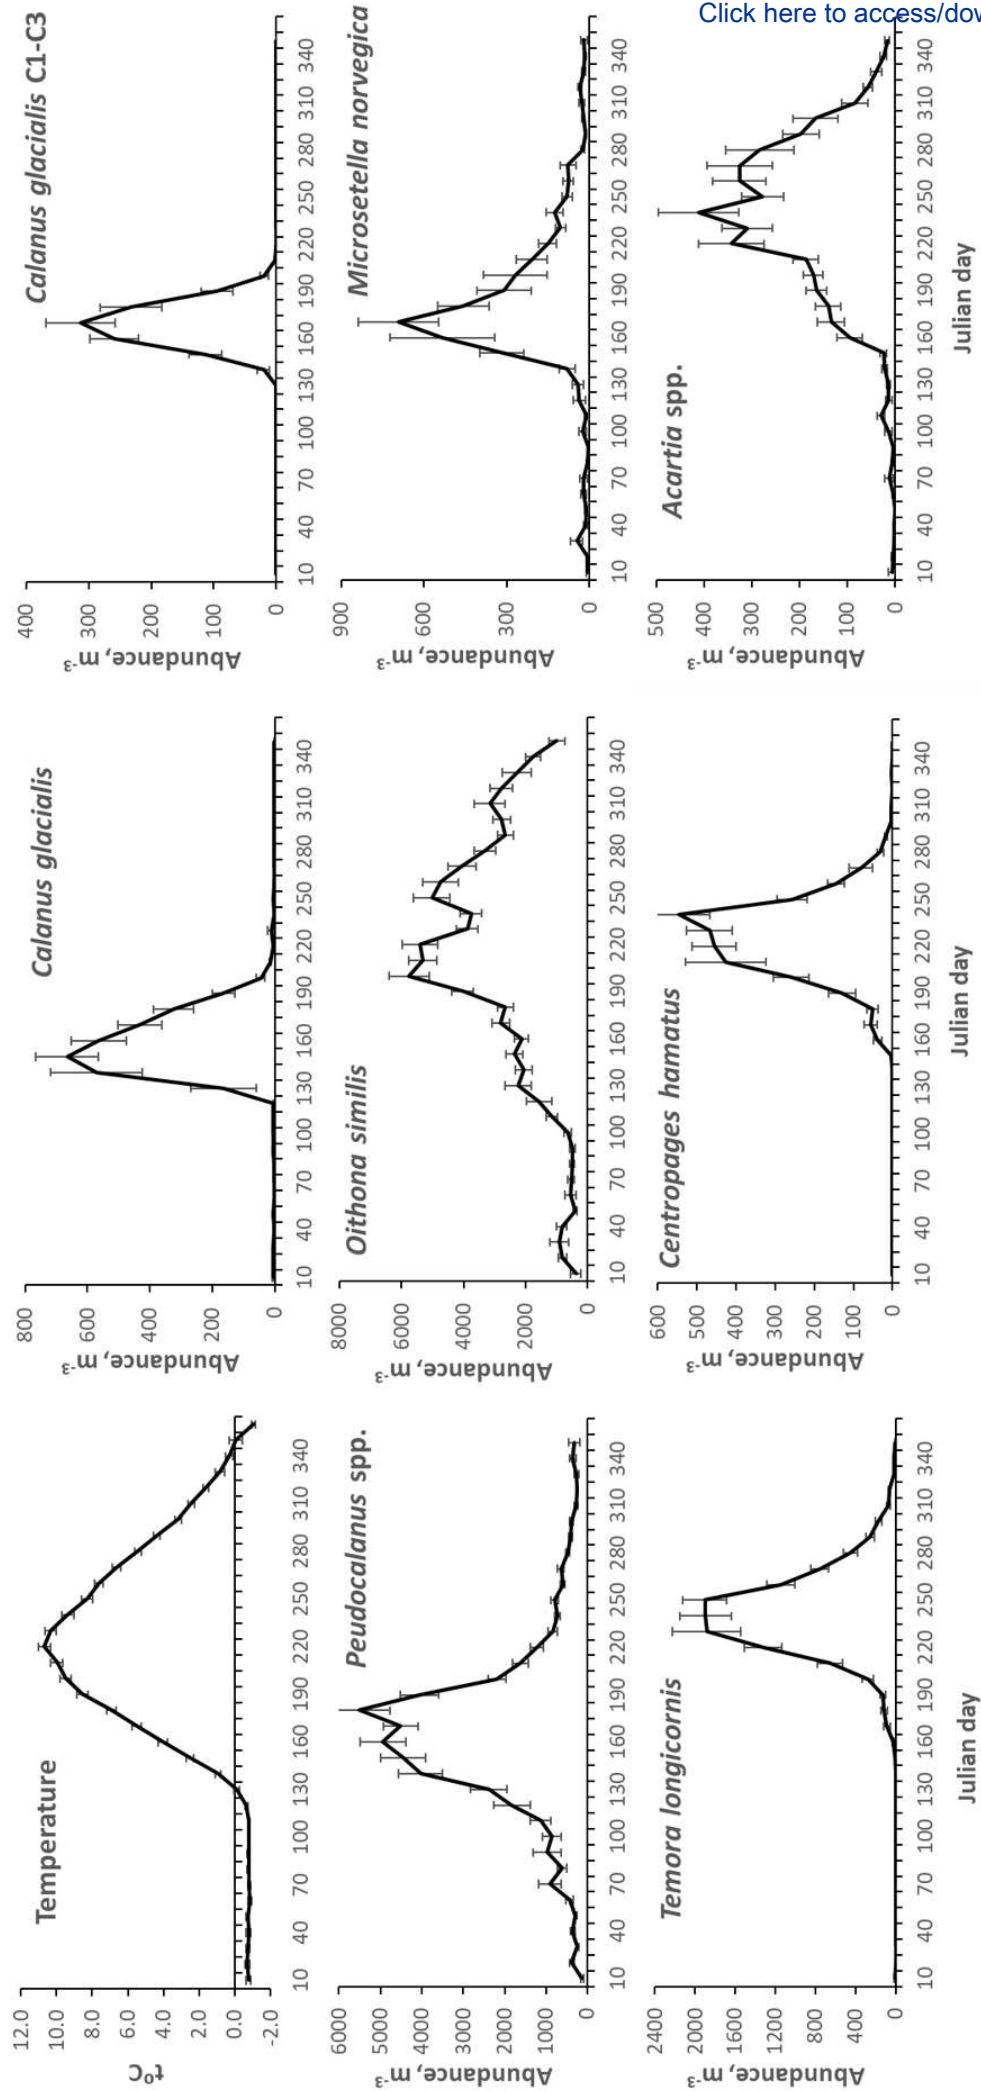 Click here to access/dov
Temperature
t⁰C
12.0
10.0
8.0
6.0
4.0
2.0
0.0
-2.0
10 40 70 100 130 160 190 220 250 280 310 340
Calanus glacialis
Abundance, m⁻³
800
600
400
200
0
10 40 70 100 130 160 190 220 250 280 310 340
Calanus glacialis C1-C3
Abundance, m⁻³
400
300
200
100
0
10 40 70 100 130 160 190 220 250 280 310 340
Peudocalanus spp.
Abundance, m⁻³
6000
5000
4000
3000
2000
1000
0
10 40 70 100 130 160 190 220 250 280 310 340
Oithona similis
Abundance, m⁻³
8000
6000
4000
2000
0
10 40 70 100 130 160 190 220 250 280 310 340
Microsetella norvegica
Abundance, m⁻³
900
600
300
0
10 40 70 100 130 160 190 220 250 280 310 340
Temora longicornis
Abundance, m⁻³
2400
2000
1600
1200
800
400
0
10 40 70 100 130 160 190 220 250 280 310 340
Julian day
Centropages hamatus
Abundance, m⁻³
600
500
400
300
200
100
0
10 40 70 100 130 160 190 220 250 280 310 340
Julian day
Acartia spp.
Abundance, m⁻³
500
400
300
200
100
0
10 40 70 100 130 160 190 220 250 280 310 340
Julian day